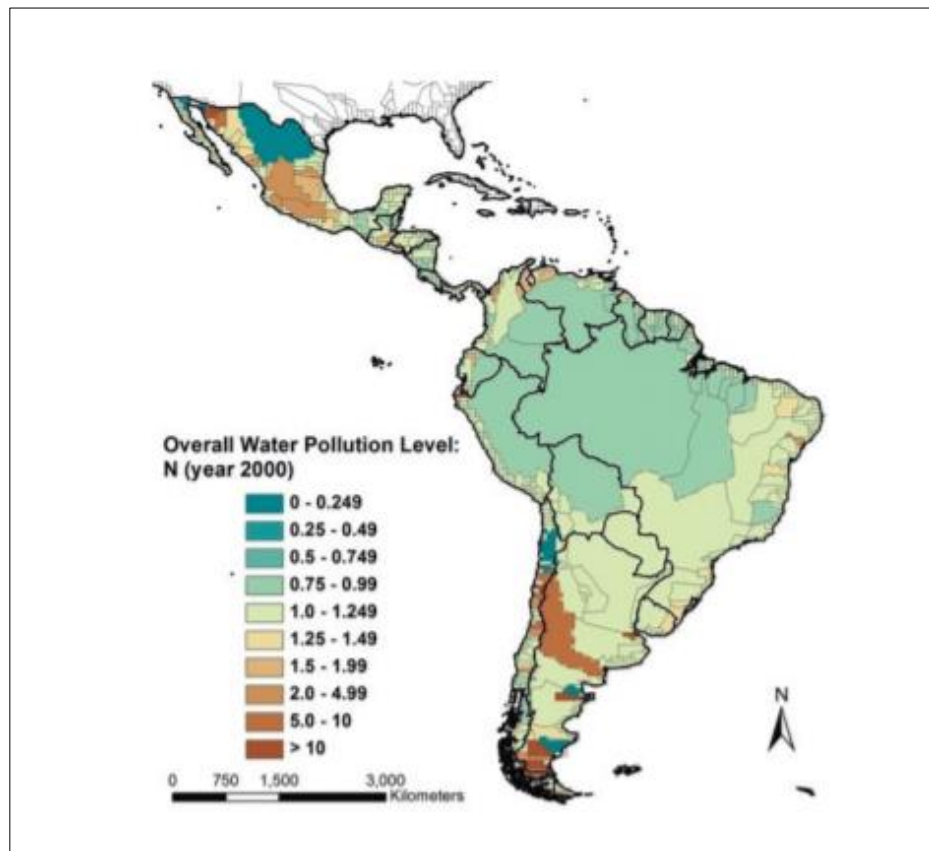 Overall Water Pollution Level:
N (year 2000)
0 - 0.249
0.25 - 0.49
0.5 - 0.749
0.75 - 0.99
1.0 - 1.249
1.25 - 1.49
1.5 - 1.99
2.0 - 4.99
5.0 - 10
> 10
N
0 750 1,500 3,000
Kilometers